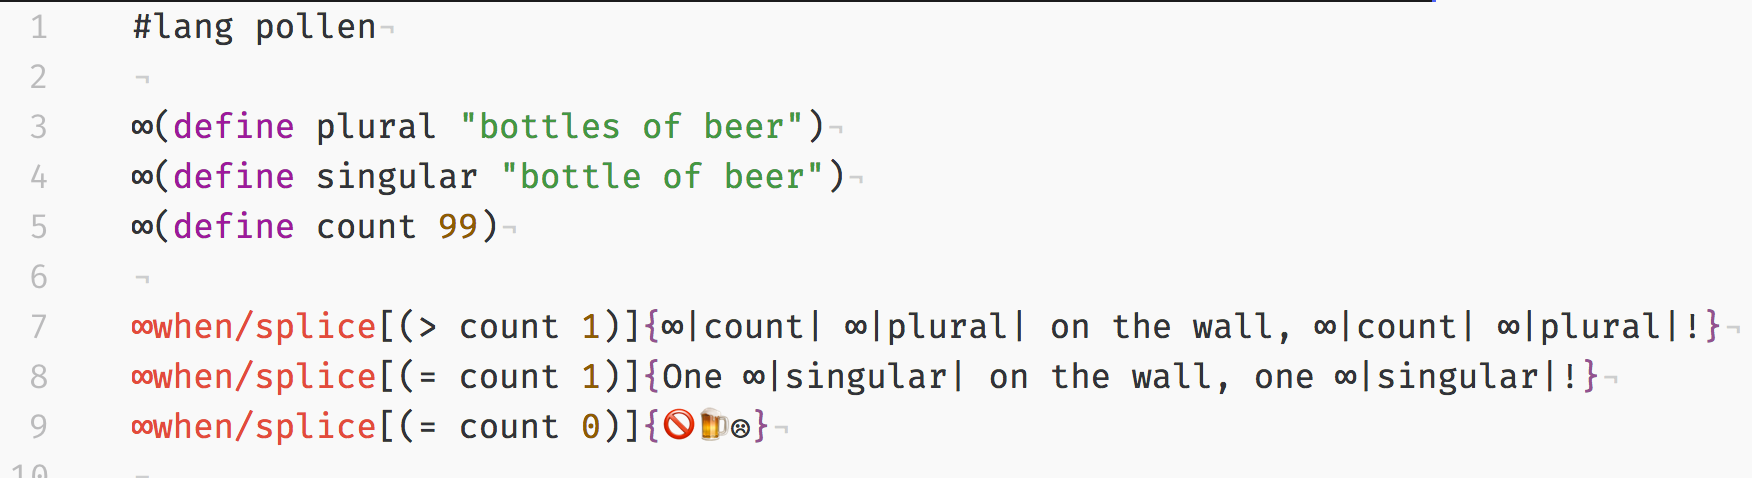 1 #lang pollen¬
2 ¬
3 ∞(define plural "bottles of beer")¬
4 ∞(define singular "bottle of beer")¬
5 ∞(define count 99)¬
6 ¬
7 ∞when/splice[(> count 1)]{∞|count| ∞|plural| on the wall, ∞|count| ∞|plural|!}¬
8 ∞when/splice[(= count 1)]{One ∞|singular| on the wall, one ∞|singular|!}¬
9 ∞when/splice[(= count 0)]{🚫🍺☹}¬
10 ¬